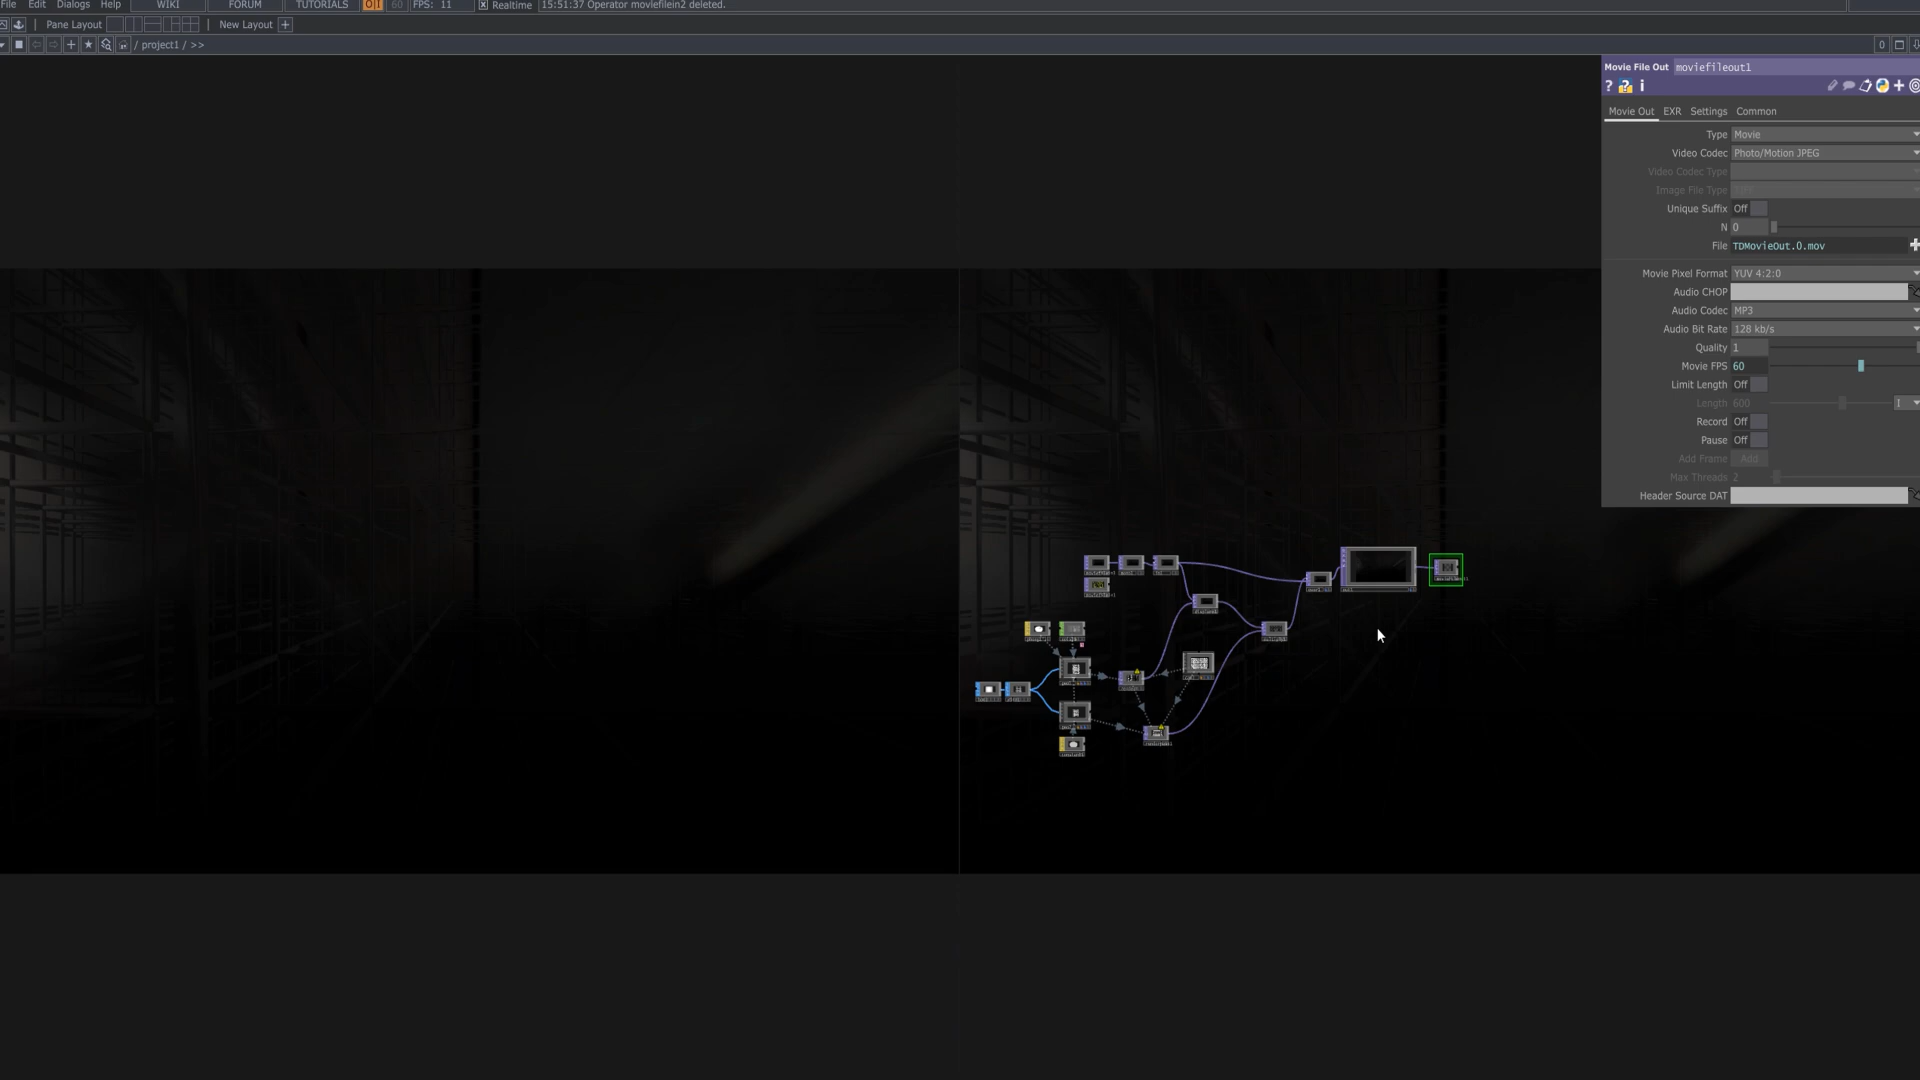 File Edit Dialogs Help WIKI FORUM TUTORIALS OIT 60 FPS: 11 Realtime 15:51:37 Operator moviefilein2 deleted.
Pane Layout New Layout +
/ project1 / >> 0
Movie File Out moviefileout1
? ? i
Movie Out EXR Settings Common
Type Movie
Video Codec Photo/Motion JPEG
Video Codec Type
Image File Type
Unique Suffix Off
N 0
File TDMovieOut.0.mov
Movie Pixel Format YUV 4:2:0
Audio CHOP
Audio Codec MP3
Audio Bit Rate 128 kb/s
Quality 1
Movie FPS 60
Limit Length Off
Length 600 I
Record Off
Pause Off
Add Frame Add
Max Threads 2
Header Source DAT